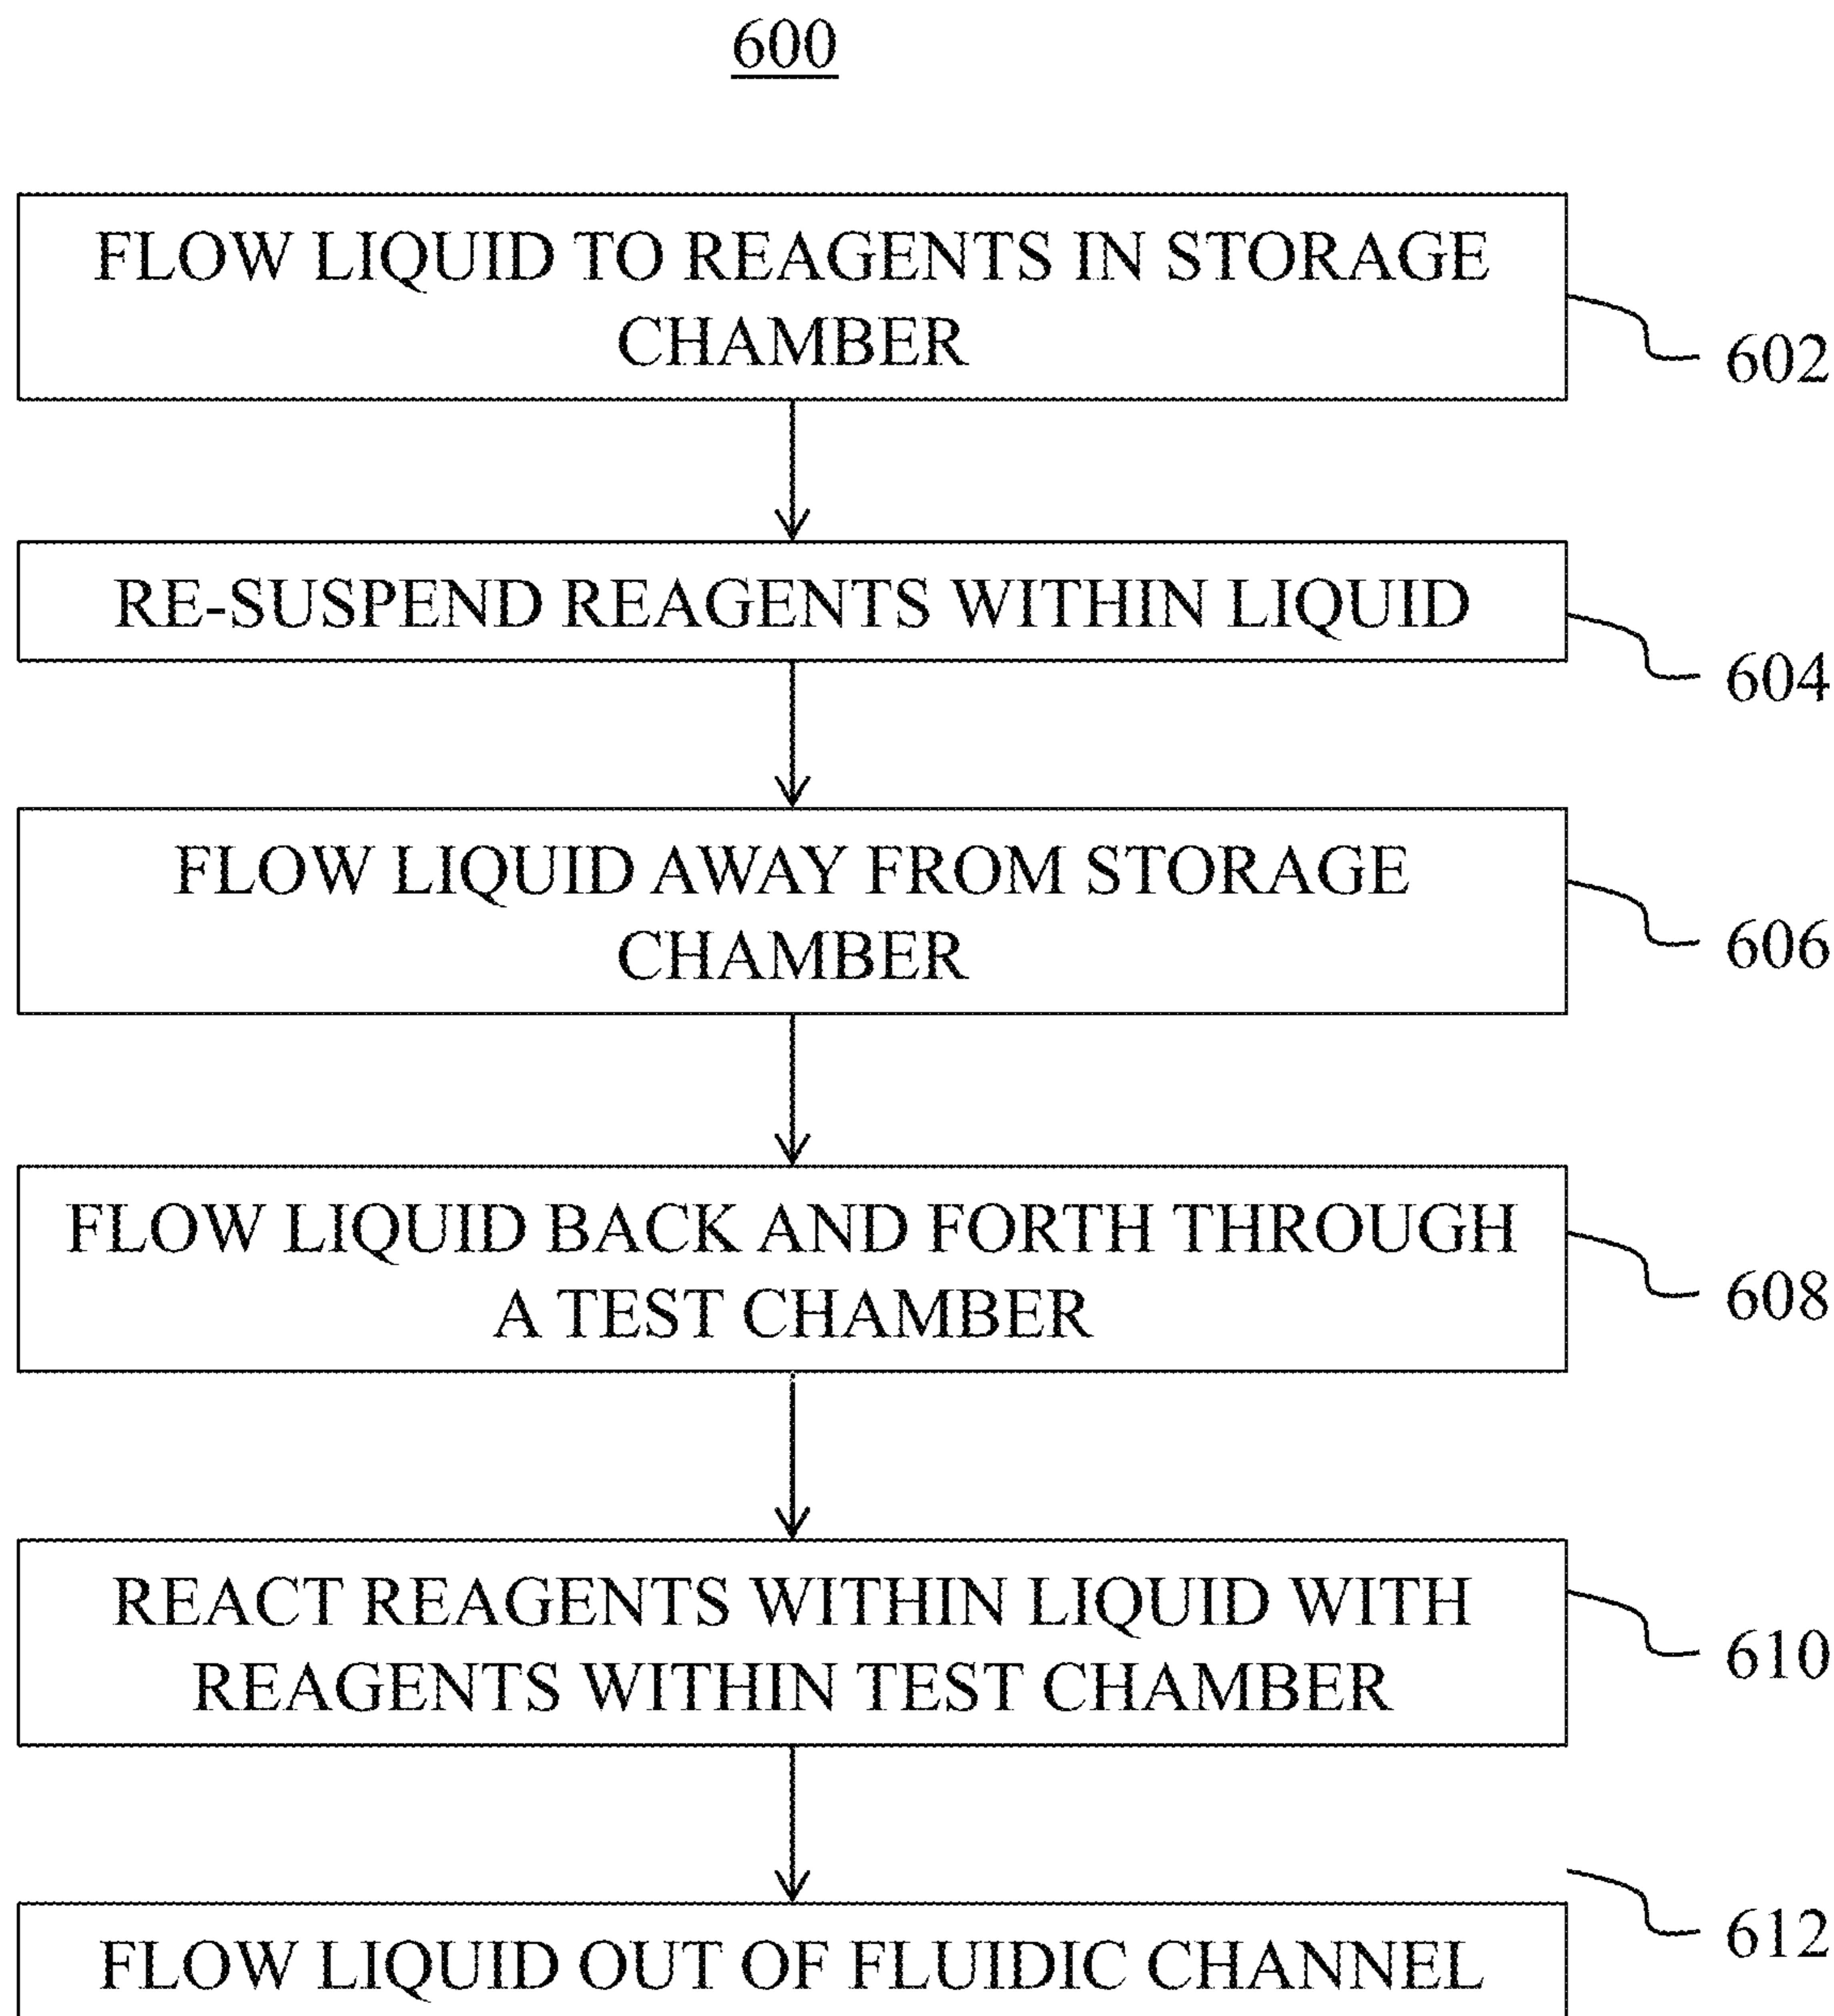 600
FLOW LIQUID TO REAGENTS IN STORAGE
CHAMBER
602
RE-SUSPEND REAGENTS WITHIN LIQUID
604
FLOW LIQUID AWAY FROM STORAGE
CHAMBER
606
FLOW LIQUID BACK AND FORTH THROUGH
A TEST CHAMBER
608
REACT REAGENTS WITHIN LIQUID WITH
REAGENTS WITHIN TEST CHAMBER
610
FLOW LIQUID OUT OF FLUIDIC CHANNEL
612